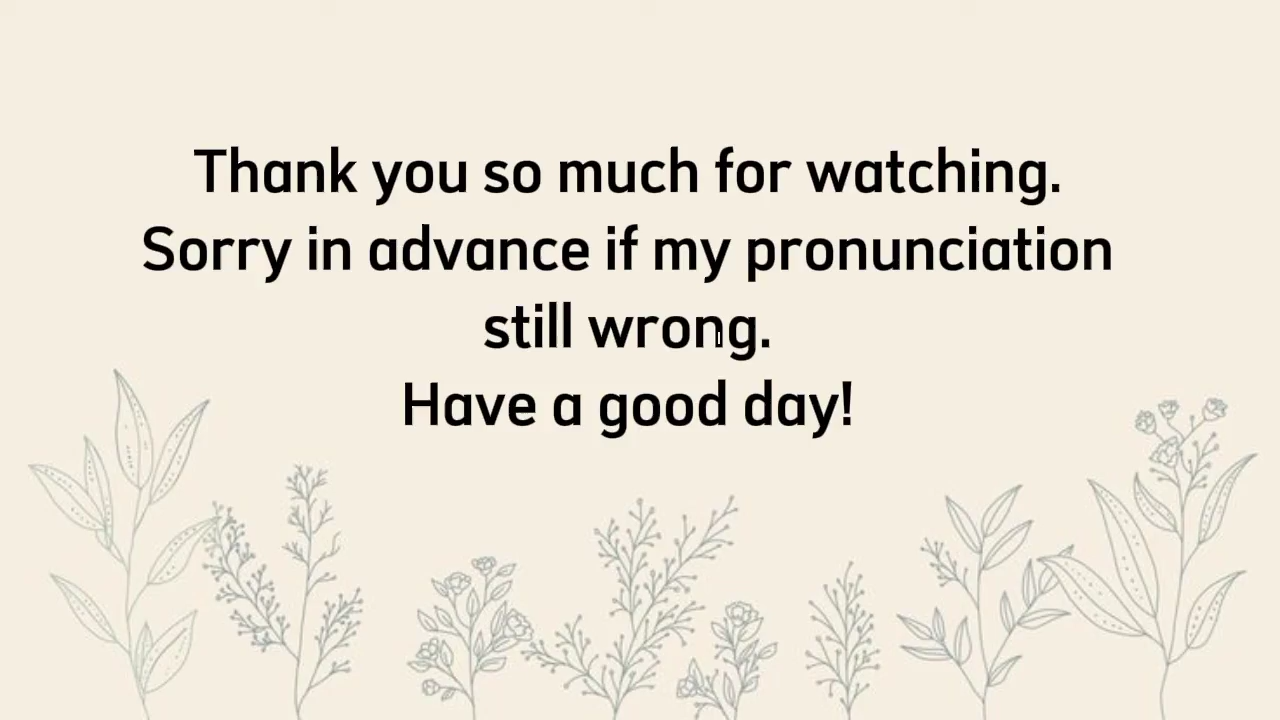 Thank you so much for watching.
Sorry in advance if my pronunciation
still wrong.
Have a good day!